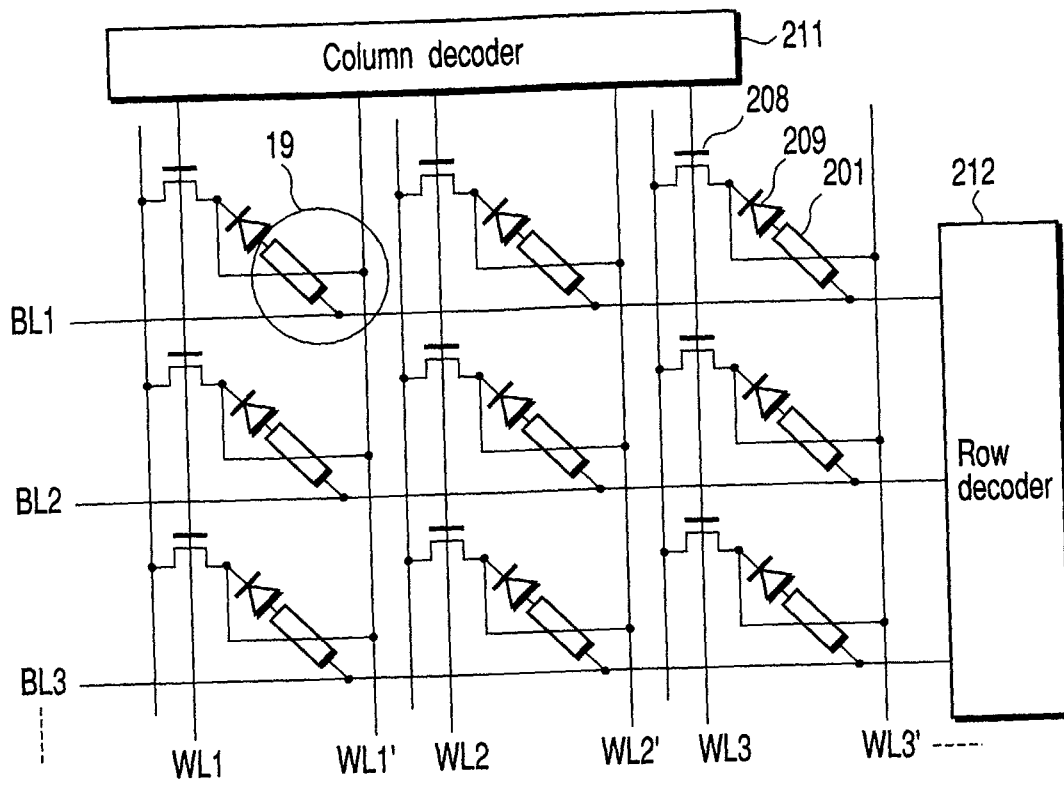 Column decoder
211
208
209
201
19
212
BL1
BL2
Row
decoder
BL3
WL1
WL1'
WL2
WL2'
WL3
WL3'